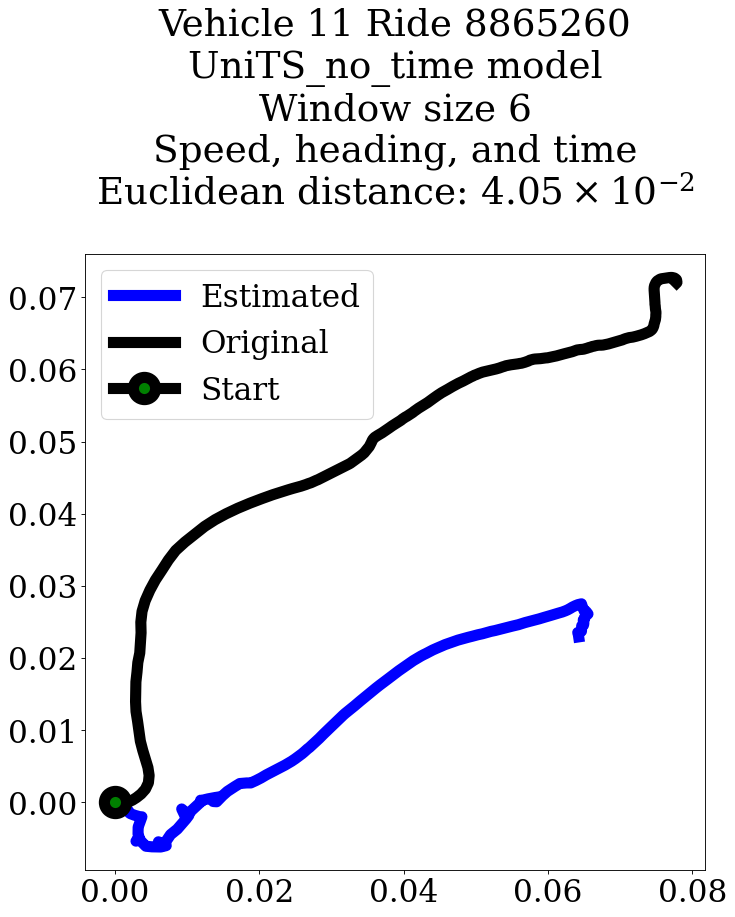 Vehicle 11 Ride 8865260
UniTS_no_time model
Window size 6
Speed, heading, and time
Euclidean distance: 4.05 × 10⁻²
Estimated
Original
Start
0.07
0.06
0.05
0.04
0.03
0.02
0.01
0.00
0.00 0.02 0.04 0.06 0.08